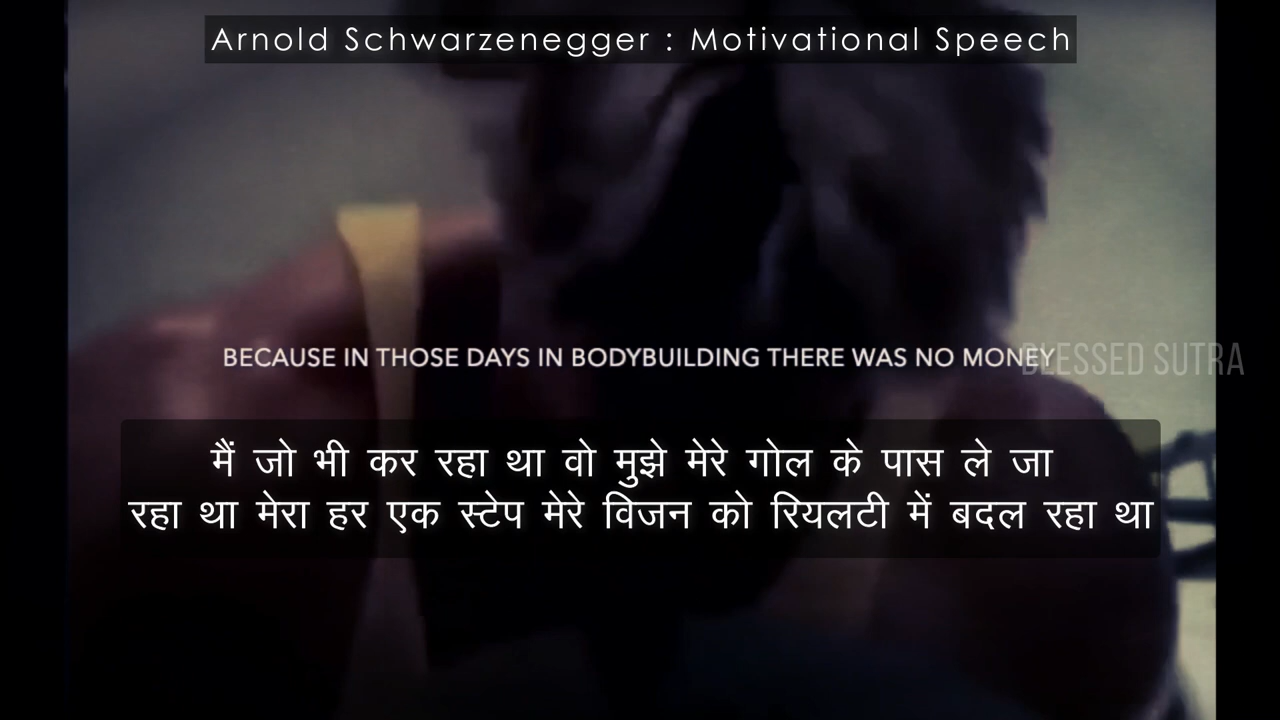 Arnold Schwarzenegger : Motivational Speech
BECAUSE IN THOSE DAYS IN BODYBUILDING THERE WAS NO MONEY
BLESSED SUTRA
मैं जो भी कर रहा था वो मुझे मेरे गोल के पास ले जा
रहा था मेरा हर एक स्टेप मेरे विजन को रियलटी में बदल रहा था